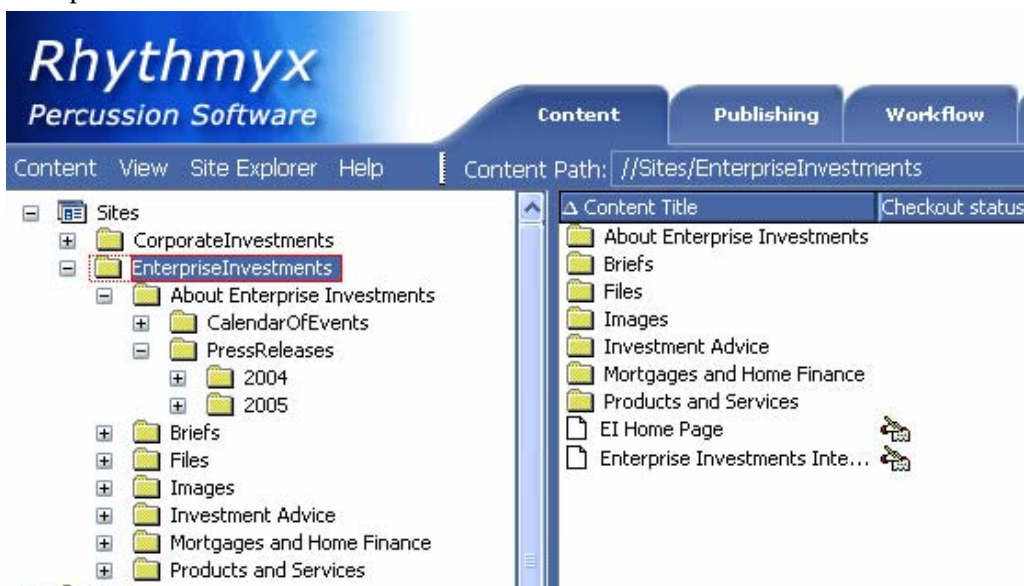 Rhythmyx
Percussion Software
Content Publishing Workflow
Content View Site Explorer Help Content Path: //Sites/EnterpriseInvestments
Sites
CorporateInvestments
EnterpriseInvestments
About Enterprise Investments
CalendarOfEvents
PressReleases
2004
2005
Briefs
Files
Images
Investment Advice
Mortgages and Home Finance
Products and Services
Content Title Checkout status
About Enterprise Investments
Briefs
Files
Images
Investment Advice
Mortgages and Home Finance
Products and Services
EI Home Page
Enterprise Investments Inte...